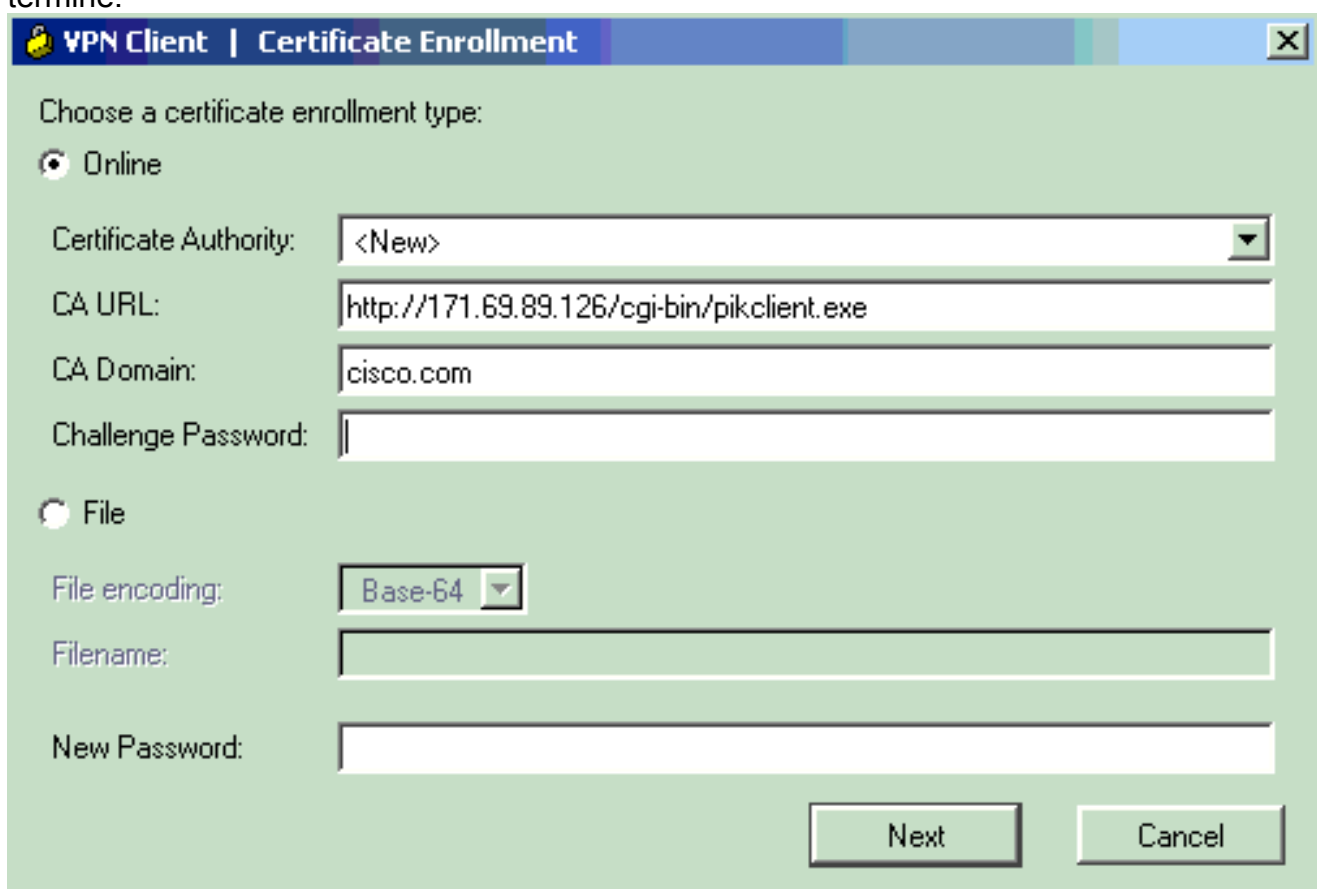 termine.
VPN Client | Certificate Enrollment
Choose a certificate enrollment type:
Online
Certificate Authority: <New>
CA URL: http://171.69.89.126/cgi-bin/pikclient.exe
CA Domain: cisco.com
Challenge Password:
File
File encoding: Base-64
Filename:
New Password:
Next Cancel